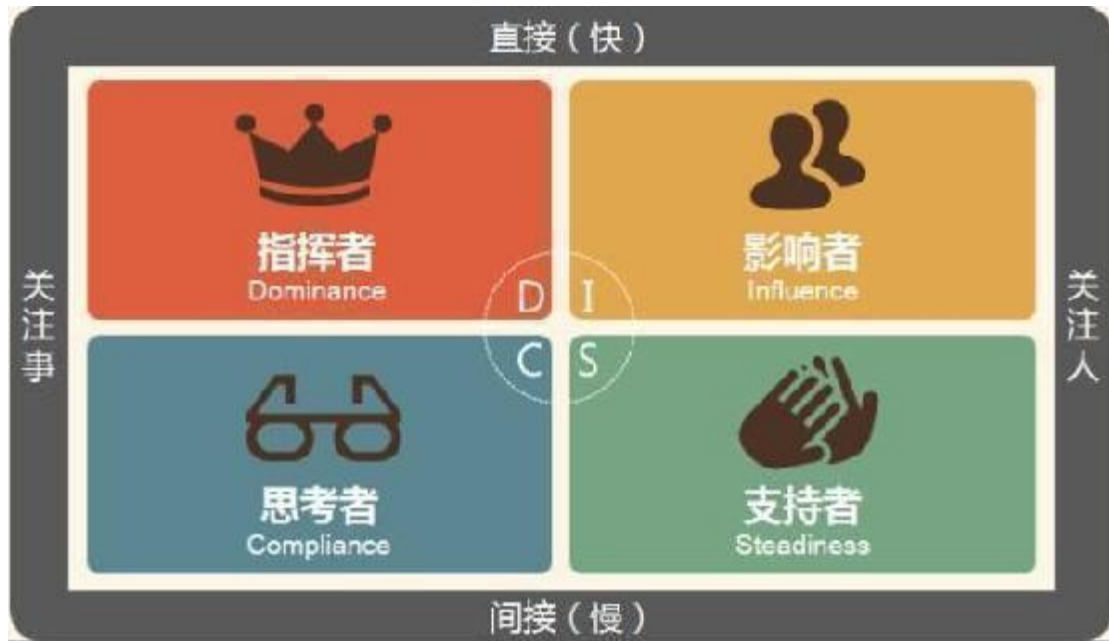 直接（快）
指挥者
Dominance
影响者
Influence
关注事
D I
C S
关注人
思考者
Compliance
支持者
Steadiness
间接（慢）